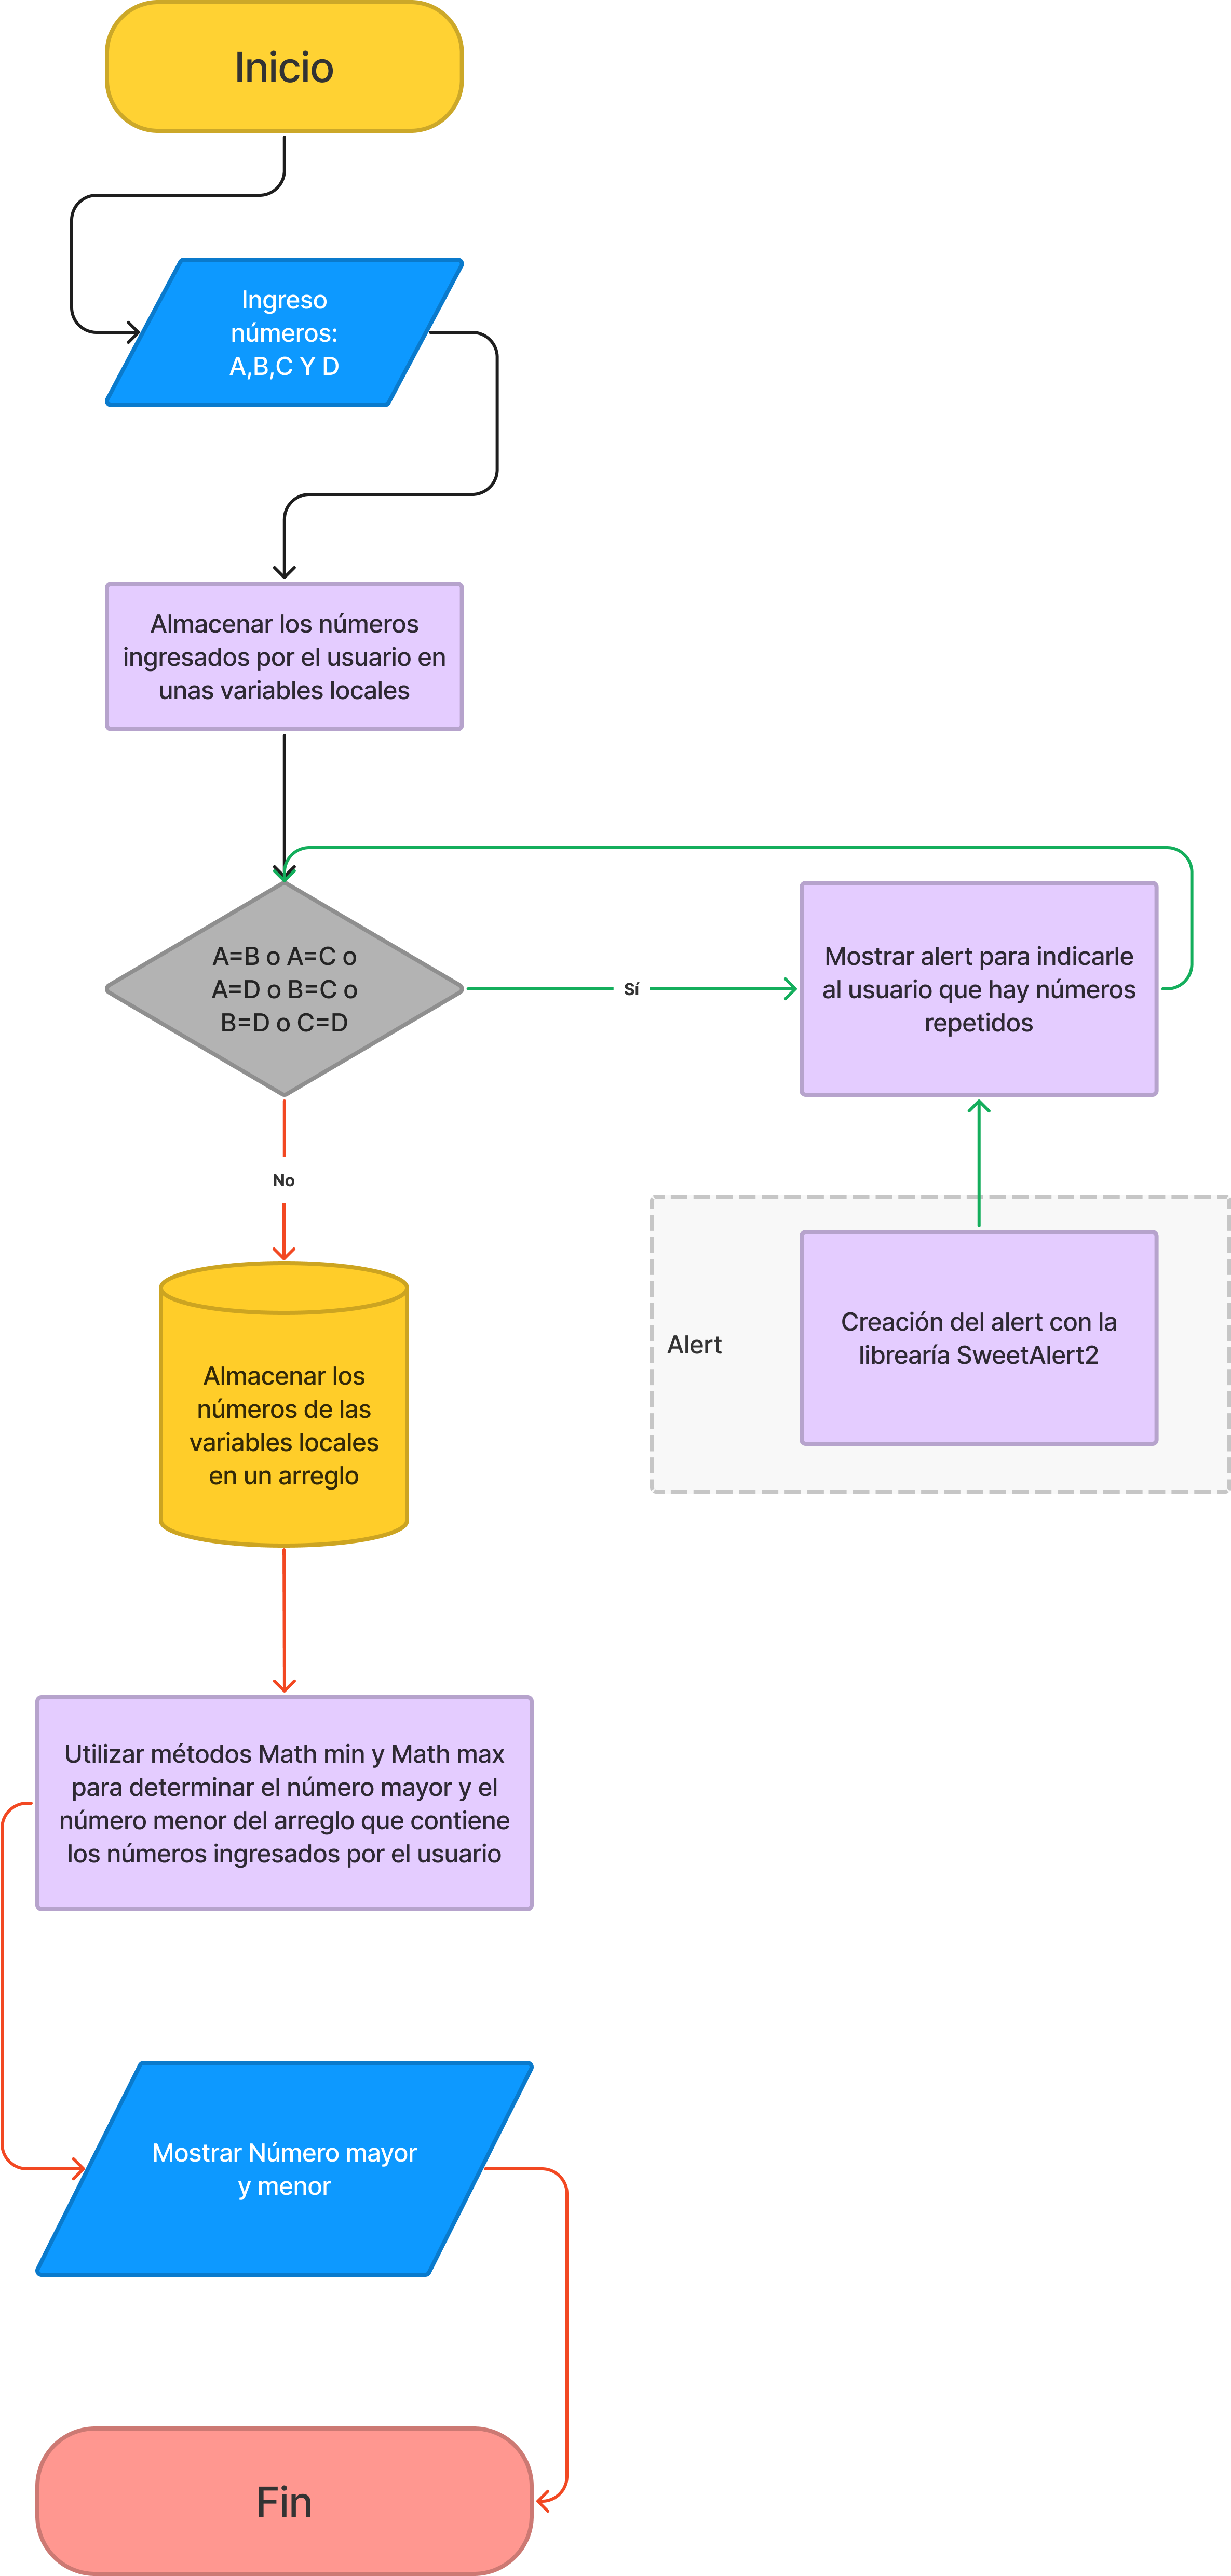 Inicio
Ingreso
números:
A,B,C Y D
Almacenar los números
ingresados por el usuario en
unas variables locales
A=B o A=C o
A=D o B=C o
B=D o C=D
Sí
Mostrar alert para indicarle
al usuario que hay números
repetidos
No
Alert
Creación del alert con la
librearía SweetAlert2
Almacenar los
números de las
variables locales
en un arreglo
Utilizar métodos Math min y Math max
para determinar el número mayor y el
número menor del arreglo que contiene
los números ingresados por el usuario
Mostrar Número mayor
y menor
Fin